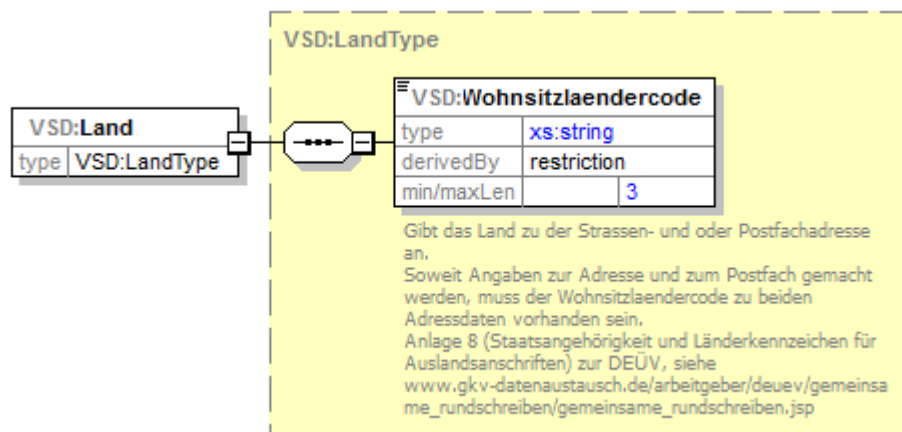 VSD:LandType
VSD:Wohnsitzlaendercode
VSD:Land
type xs:string
type VSD:LandType
derivedBy restriction
min/maxLen 3
Gibt das Land zu der Strassen- und oder Postfachadresse
an.
Soweit Angaben zur Adresse und zum Postfach gemacht
werden, muss der Wohnsitzlaendercode zu beiden
Adressdaten vorhanden sein.
Anlage 8 (Staatsangehörigkeit und Länderkennzeichen für
Auslandsanschriften) zur DEÜV, siehe
www.gkv-datenaustausch.de/arbeitgeber/deuev/gemeinsa
me_rundschreiben/gemeinsame_rundschreiben.jsp